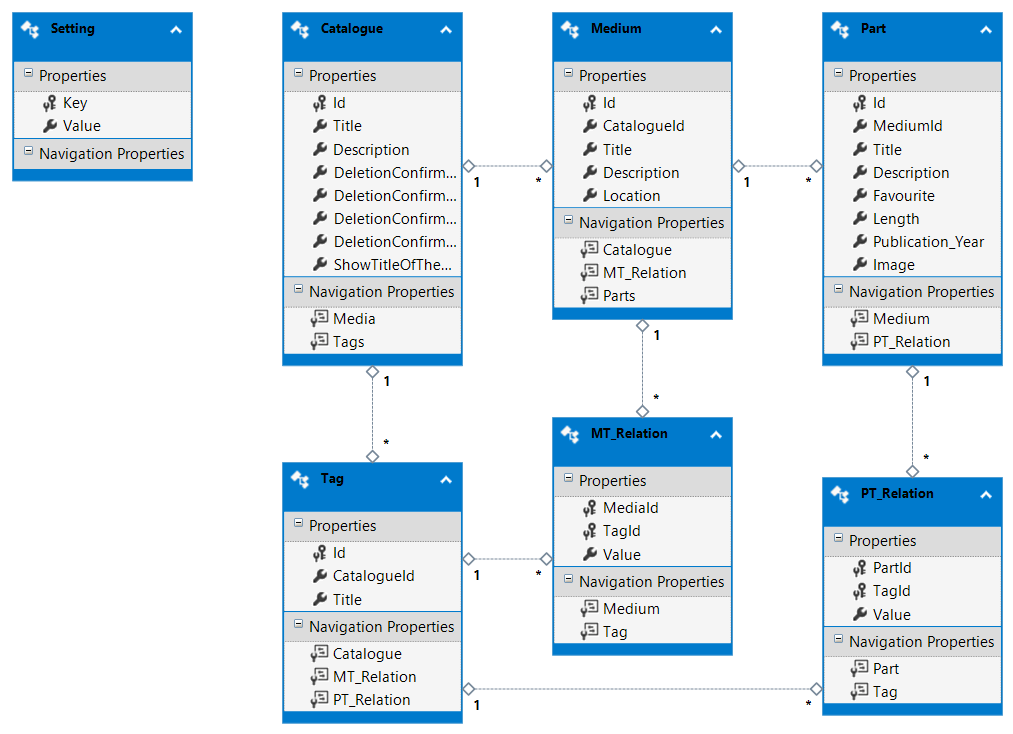 Setting
Properties
Key
Value
Navigation Properties
Catalogue
Properties
Id
Title
Description
DeletionConfirm...
DeletionConfirm...
DeletionConfirm...
DeletionConfirm...
ShowTitleOfThe...
Navigation Properties
Media
Tags
1
*
1
*
Medium
Properties
Id
CatalogueId
Title
Description
Location
Navigation Properties
Catalogue
MT_Relation
Parts
1
*
1
*
Part
Properties
Id
MediumId
Title
Description
Favourite
Length
Publication_Year
Image
Navigation Properties
Medium
PT_Relation
1
*
Tag
Properties
Id
CatalogueId
Title
Navigation Properties
Catalogue
MT_Relation
PT_Relation
1
*
1
*
MT_Relation
Properties
MediaId
TagId
Value
Navigation Properties
Medium
Tag
PT_Relation
Properties
PartId
TagId
Value
Navigation Properties
Part
Tag